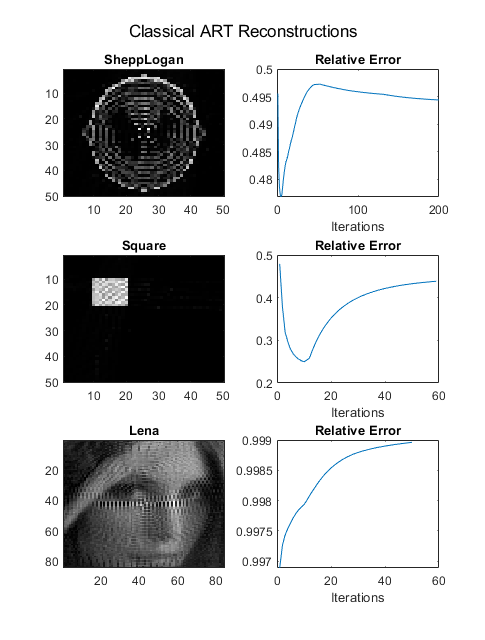 Classical ART Reconstructions
SheppLogan
10
20
30
40
50
10 20 30 40 50
Relative Error
0.5
0.495
0.49
0.485
0.48
0 100 200
Iterations
Square
10
20
30
40
50
10 20 30 40 50
Relative Error
0.5
0.4
0.3
0.2
0 20 40 60
Iterations
Lena
20
40
60
80
20 40 60 80
Relative Error
0.999
0.9985
0.998
0.9975
0.997
0 20 40 60
Iterations